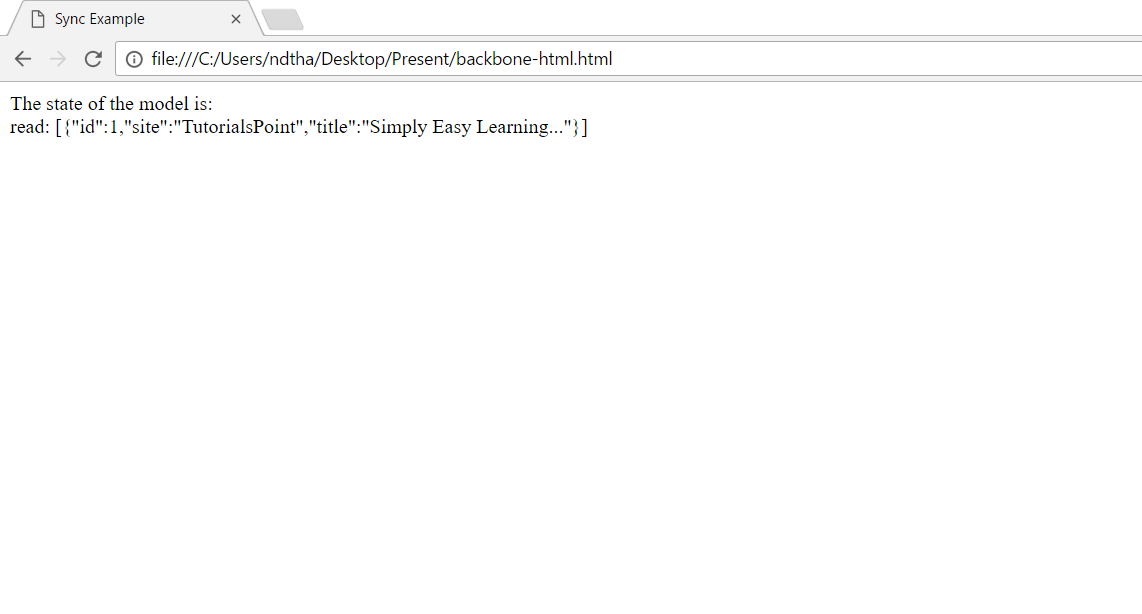 Sync Example
file:///C:/Users/ndtha/Desktop/Present/backbone-html.html
The state of the model is:
read: [{"id":1,"site":"TutorialsPoint","title":"Simply Easy Learning..."}]